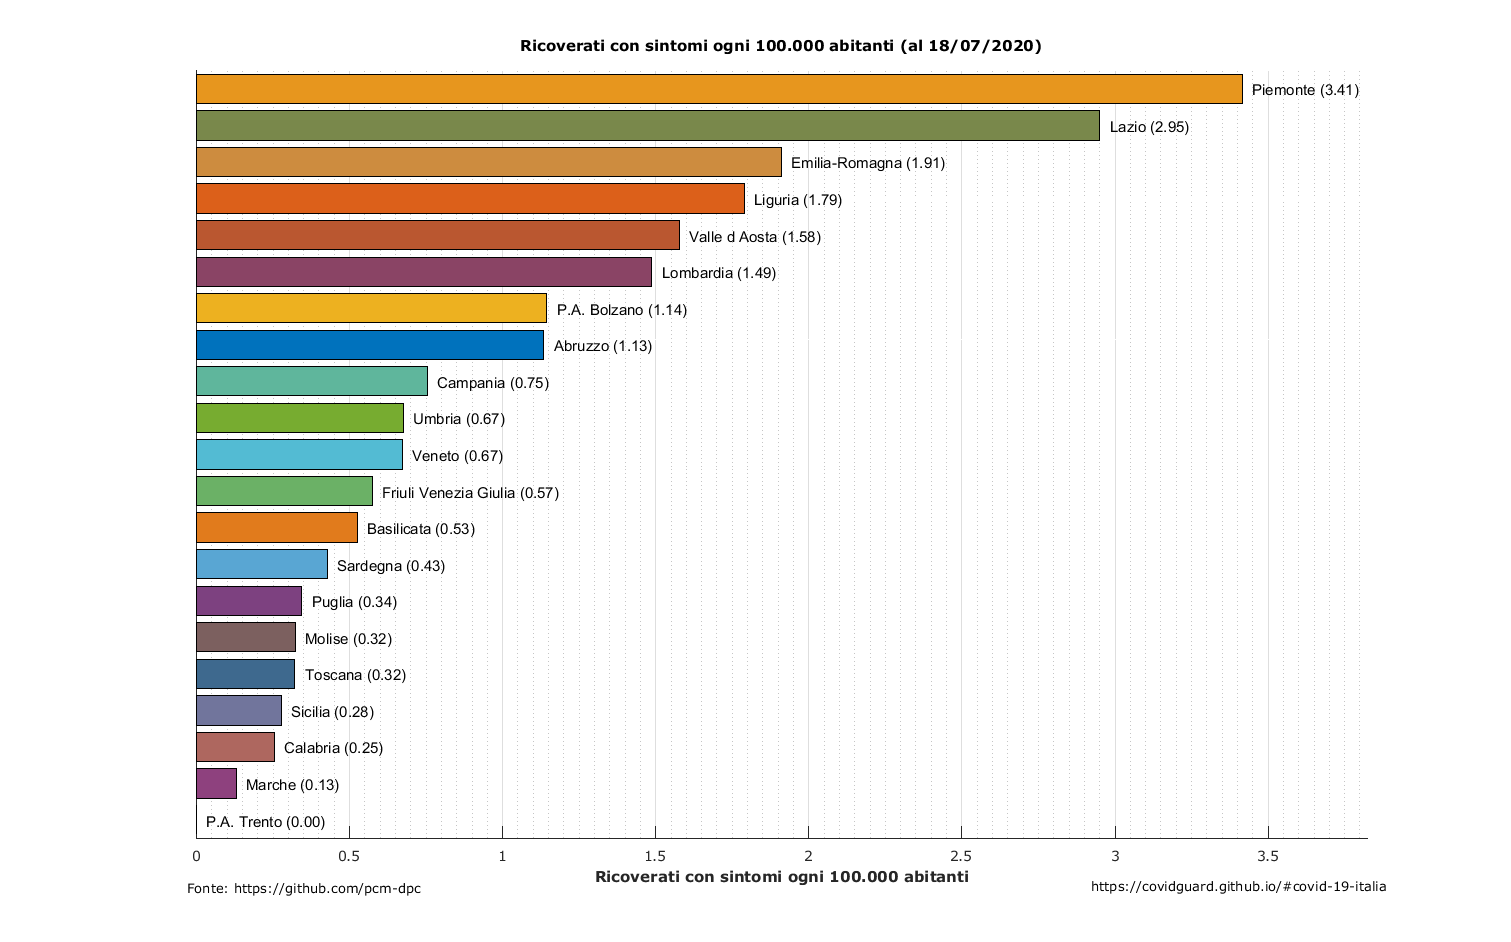 Ricoverati con sintomi ogni 100.000 abitanti (al 18/07/2020)
Piemonte (3.41)
Lazio (2.95)
Emilia-Romagna (1.91)
Liguria (1.79)
Valle d Aosta (1.58)
Lombardia (1.49)
P.A. Bolzano (1.14)
Abruzzo (1.13)
Campania (0.75)
Umbria (0.67)
Veneto (0.67)
Friuli Venezia Giulia (0.57)
Basilicata (0.53)
Sardegna (0.43)
Puglia (0.34)
Molise (0.32)
Toscana (0.32)
Sicilia (0.28)
Calabria (0.25)
Marche (0.13)
P.A. Trento (0.00)
0 0.5 1 1.5 2 2.5 3 3.5
Ricoverati con sintomi ogni 100.000 abitanti
Fonte: https://github.com/pcm-dpc
https://covidguard.github.io/#covid-19-italia